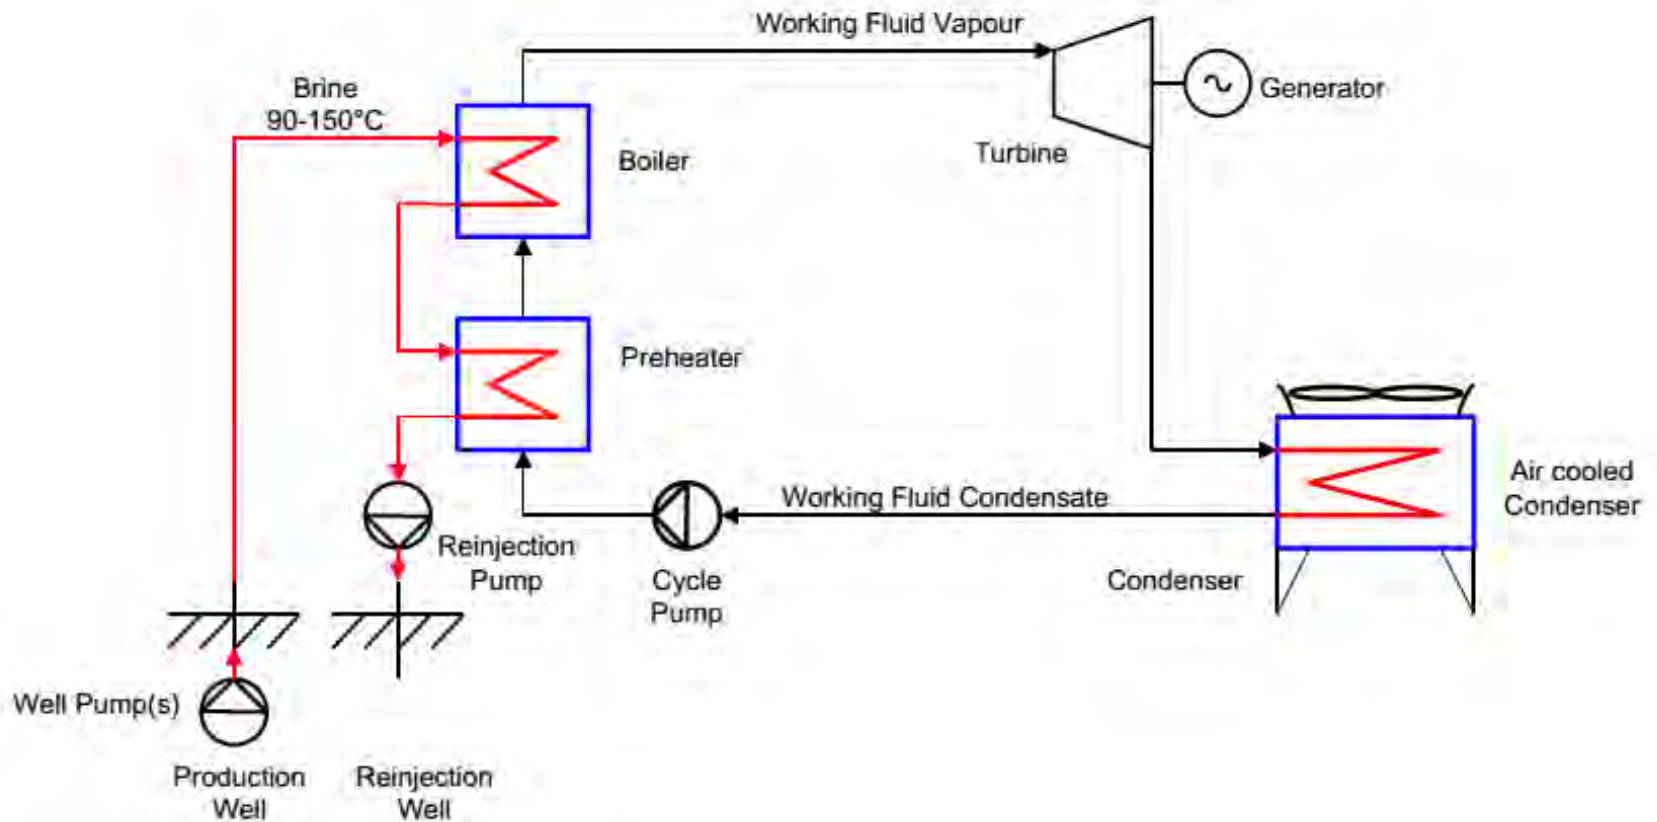 Working Fluid Vapour
Brine
90-150°C
Generator
Boiler
Turbine
Preheater
Air cooled
Condenser
Working Fluid Condensate
Reinjection
Pump
Cycle
Pump
Condenser
Well Pump(s)
Production
Well
Reinjection
Well